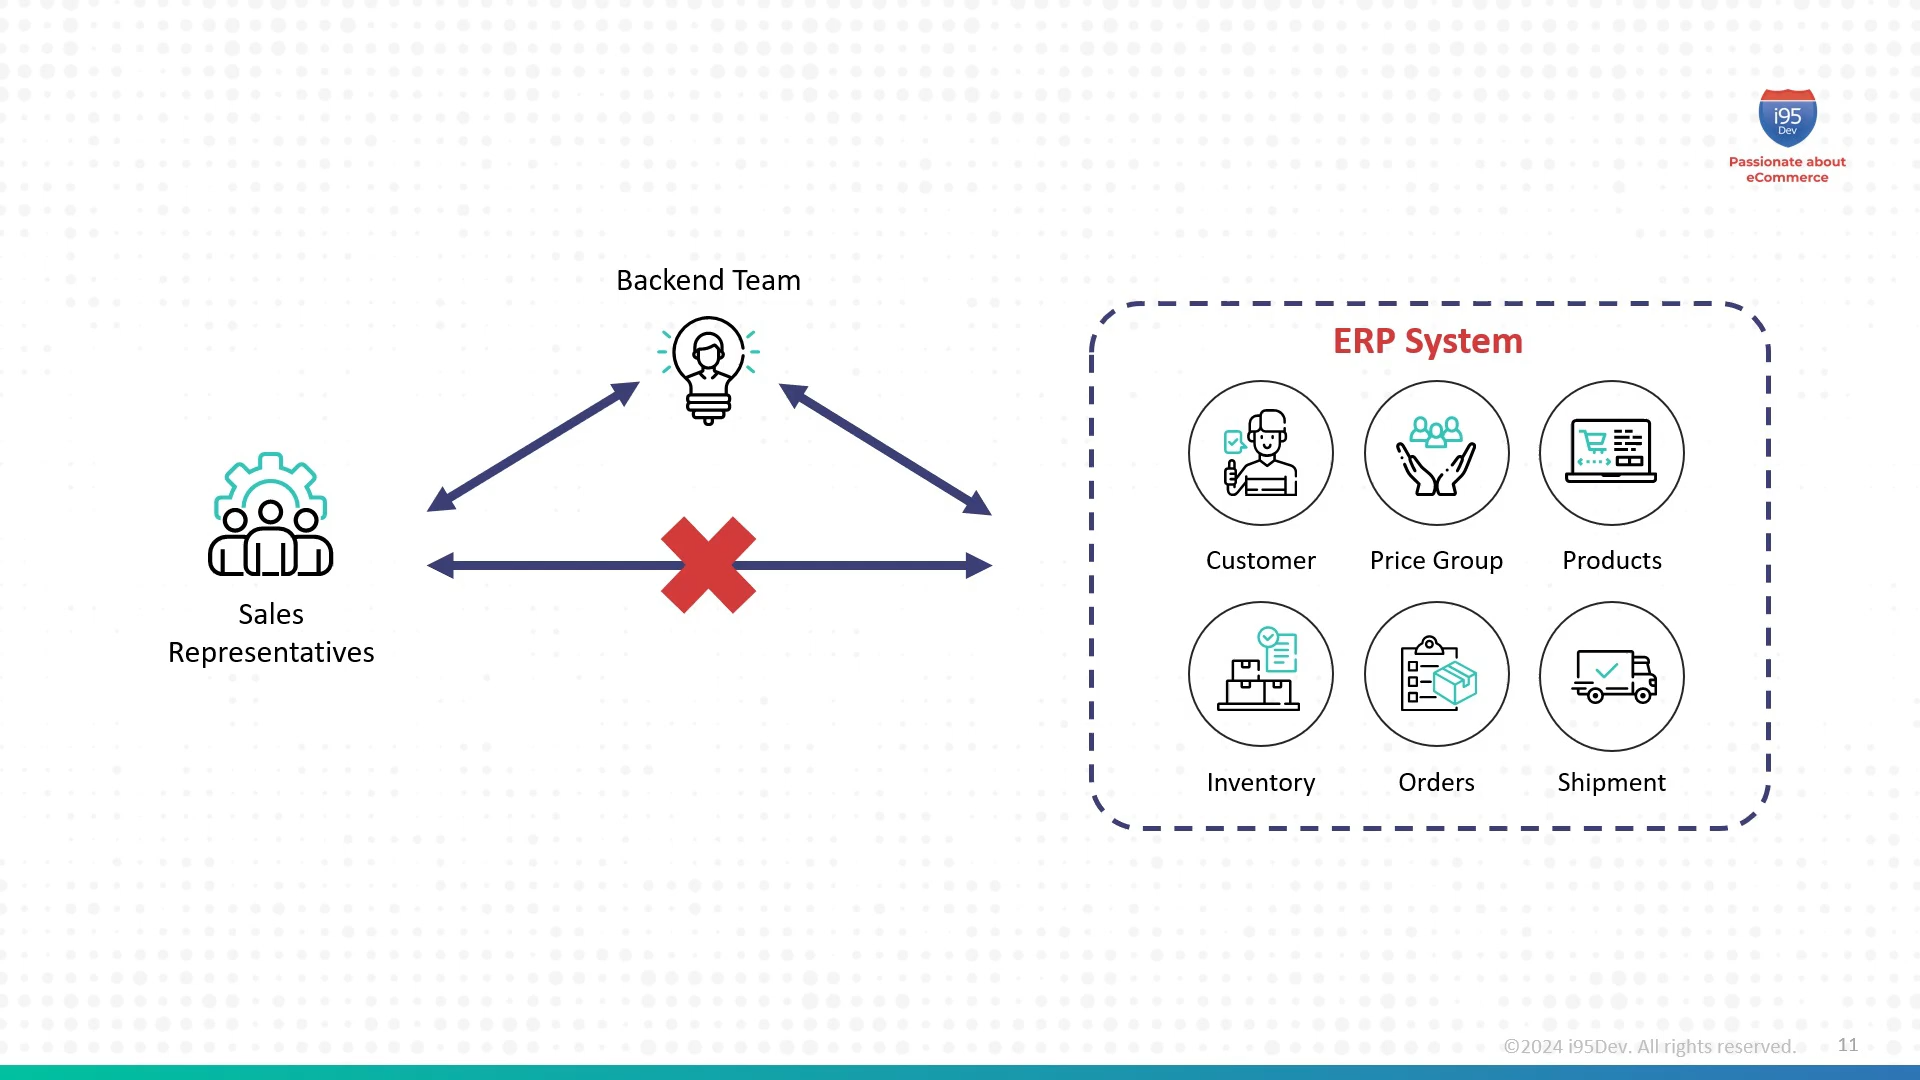 i95
Dev
Passionate about
eCommerce
Backend Team
Sales
Representatives
ERP System
Customer
Price Group
Products
Inventory
Orders
Shipment
©2024 i95Dev. All rights reserved.
11